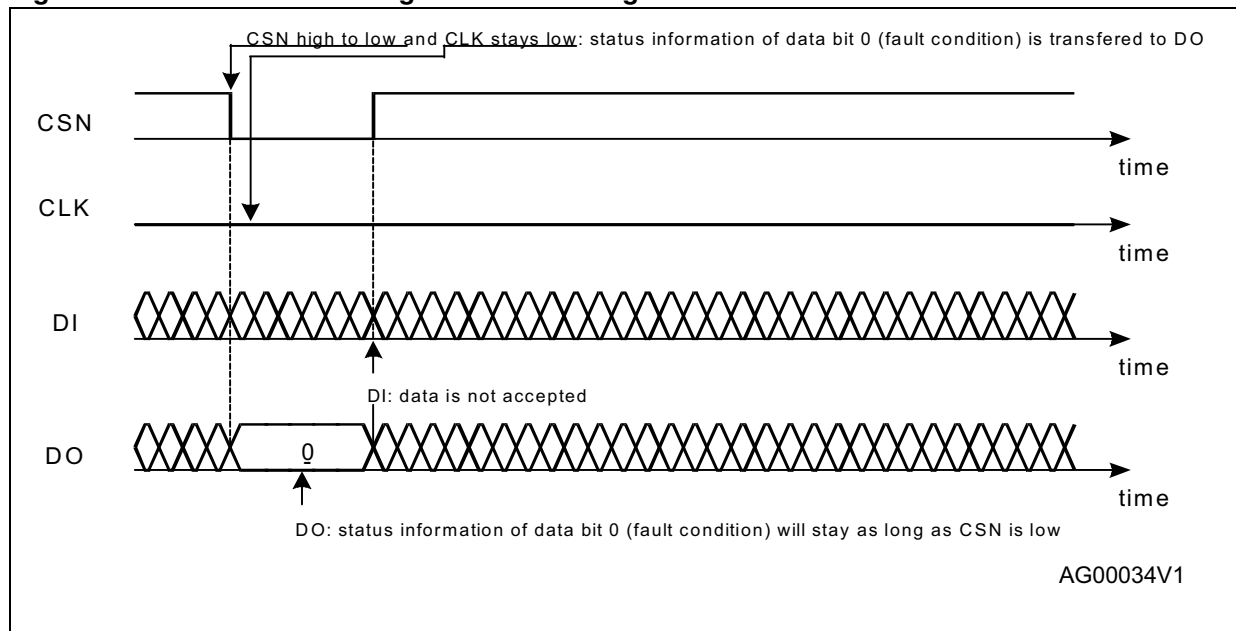 CSN high to low and CLK stays low: status information of data bit 0 (fault condition) is transfered to DO
CSN
time
CLK
time
DI
time
DI: data is not accepted
DO
0
time
DO: status information of data bit 0 (fault condition) will stay as long as CSN is low
AG00034V1